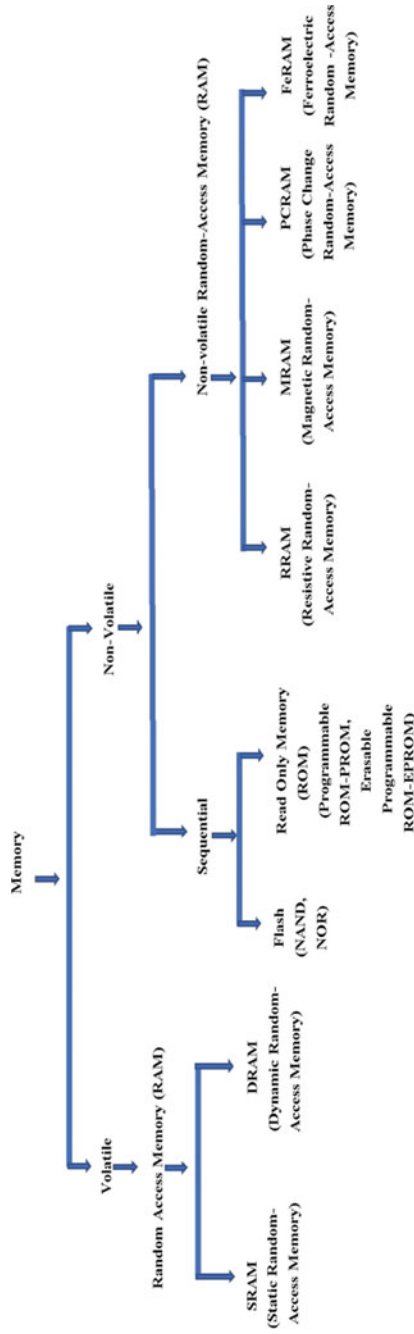 Memory
Volatile
Non-Volatile
Random Access Memory (RAM)
Sequential
Non-volatile Random-Access Memory (RAM)
SRAM
(Static Random-
Access Memory)
DRAM
(Dynamic Random-
Access Memory)
Flash
(NAND,
NOR)
Read Only Memory
(ROM)
(Programmable
ROM-PROM,
Erasable
Programmable
ROM-EPROM)
RRAM
(Resistive Random-
Access Memory)
MRAM
(Magnetic Random-
Access Memory)
PCRAM
(Phase Change
Random-Access
Memory)
FeRAM
(Ferroelectric
Random -Access
Memory)